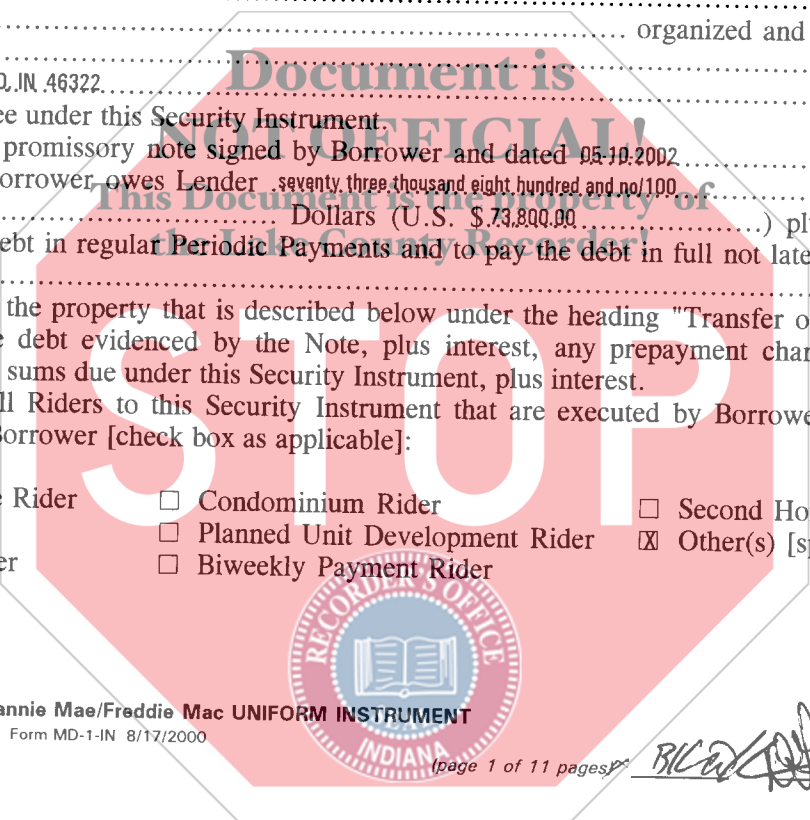 organized and
Document is
D, IN 46322
ee under this Security Instrument.
NOT OFFICIAL!
promissory note signed by Borrower and dated 05-10-2002
orrower owes Lender seventy three thousand eight hundred and no/100
This Document is the property of
Dollars (U.S. $ 73,800.00 ) pl
ebt in regular Periodic Payments and to pay the debt in full not late
the Lake County Recorder!
the property that is described below under the heading "Transfer o
e debt evidenced by the Note, plus interest, any prepayment char
sums due under this Security Instrument, plus interest.
ll Riders to this Security Instrument that are executed by Borrowe
Borrower [check box as applicable]:
STOP
e Rider ☐ Condominium Rider ☐ Second Ho
☐ Planned Unit Development Rider ☒ Other(s) [sp
er ☐ Biweekly Payment Rider
RECORDER'S OFFICE
SEAL
INDIANA
annie Mae/Freddie Mac UNIFORM INSTRUMENT
Form MD-1-IN 8/17/2000
(page 1 of 11 pages)